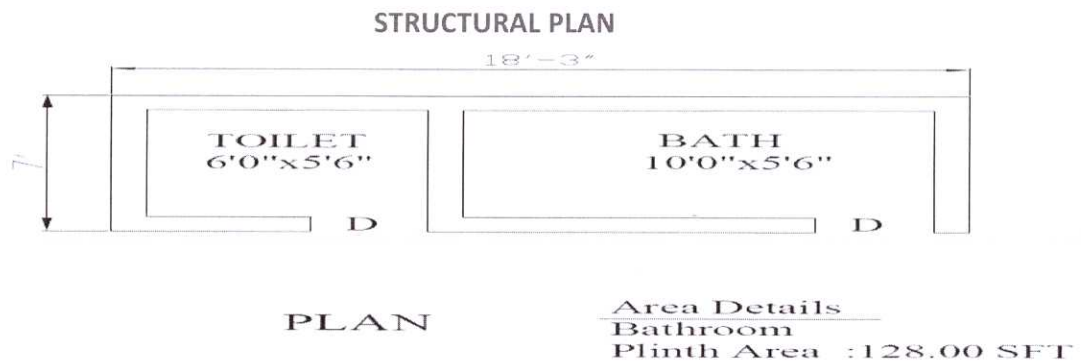 STRUCTURAL PLAN
18'-3"
7'
TOILET
6'0"x5'6"
BATH
10'0"x5'6"
D
D
PLAN
Area Details
Bathroom
Plinth Area :128.00 SFT